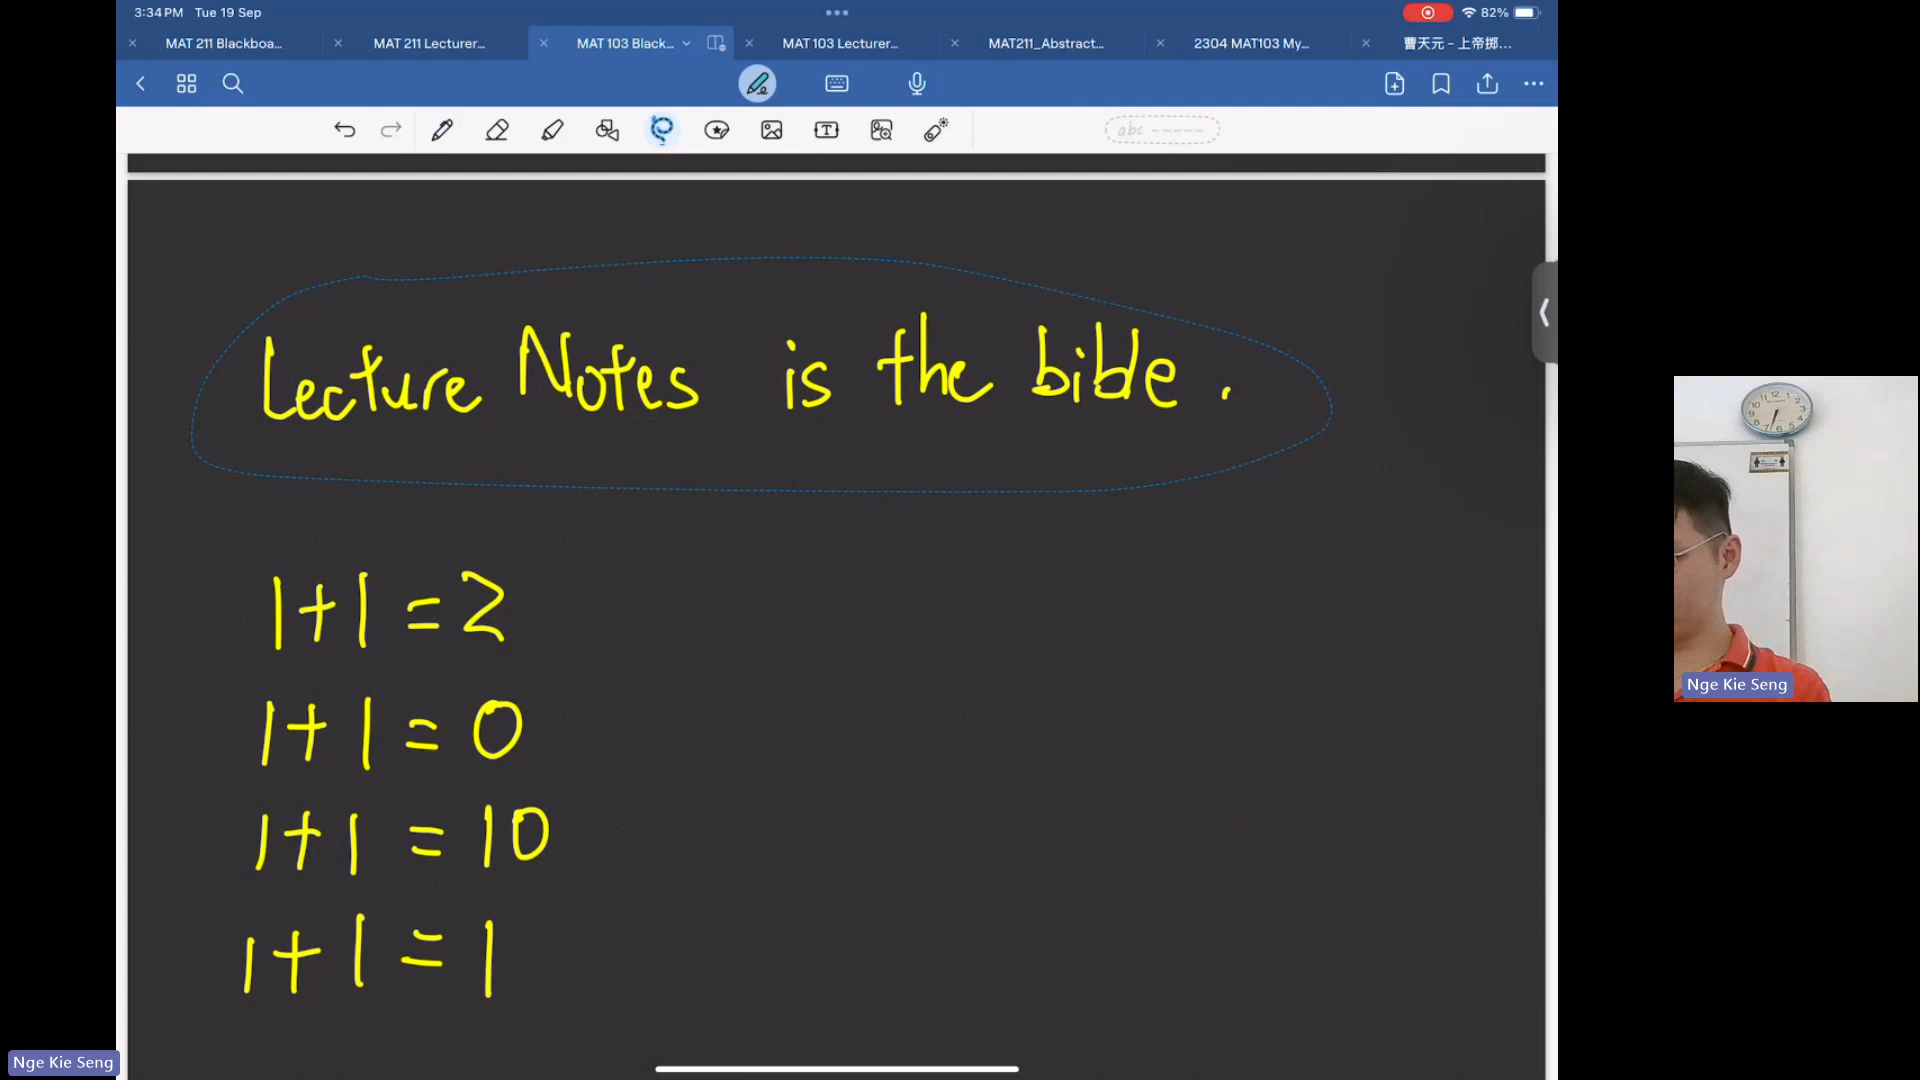 3:34 PM Tue 19 Sep
82%
MAT 211 Blackboa...
MAT 211 Lecturer...
MAT 103 Black...
MAT 103 Lecturer...
MAT211_Abstract...
2304 MAT103 My...
曹天元 - 上帝掷...
abc
Lecture Notes is the bible.
1+1=2
1+1=0
1+1=10
1+1=1
Nge Kie Seng
Nge Kie Seng